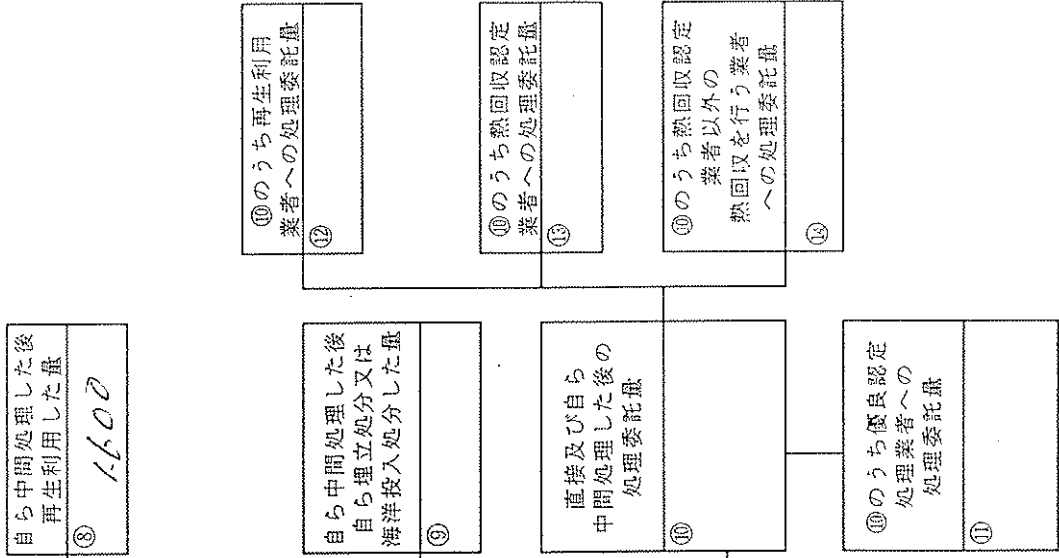 自ら中間処理した後
再生利用した量
⑧
1600
自ら中間処理した後
自ら埋立処分又は
海洋投入処分した量
⑨
直接及び自ら
中間処理した後の
処理委託量
⑩
⑩のうち優良認定
処理業者への
処理委託量
⑪
⑩のうち再生利用
業者への処理委託量
⑫
⑩のうち熱回収認定
業者への処理委託量
⑬
⑩のうち熱回収認定
業者以外の
熱回収を行う業者
への処理委託量
⑭